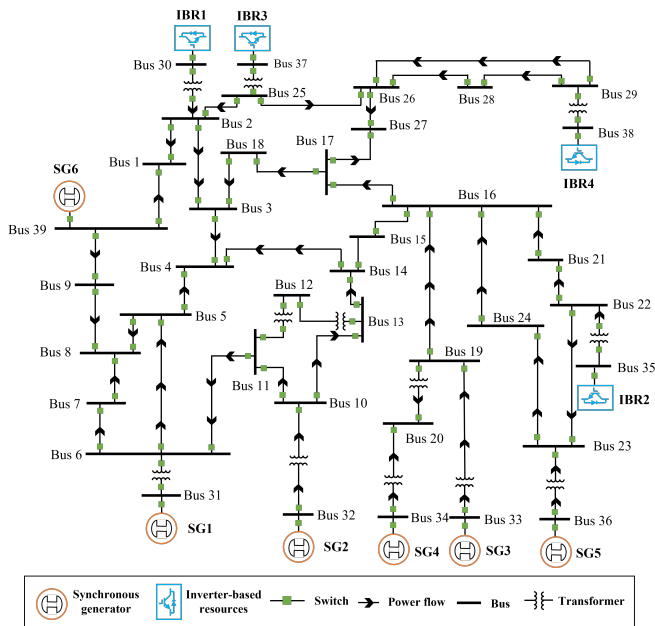 IBR1
IBR3
Bus 30
Bus 37
Bus 25
Bus 26
Bus 28
Bus 29
Bus 2
Bus 18
Bus 17
Bus 27
Bus 38
IBR4
Bus 1
SG6
Bus 3
Bus 16
Bus 39
Bus 15
Bus 4
Bus 14
Bus 21
Bus 9
Bus 12
Bus 22
Bus 5
Bus 13
Bus 24
Bus 8
Bus 11
Bus 19
Bus 35
IBR2
Bus 7
Bus 10
Bus 20
Bus 23
Bus 6
Bus 31
SG1
Bus 32
SG2
Bus 34
SG4
Bus 33
SG3
Bus 36
SG5
Synchronous
generator
Inverter-based
resources
Switch
Power flow
Bus
Transformer